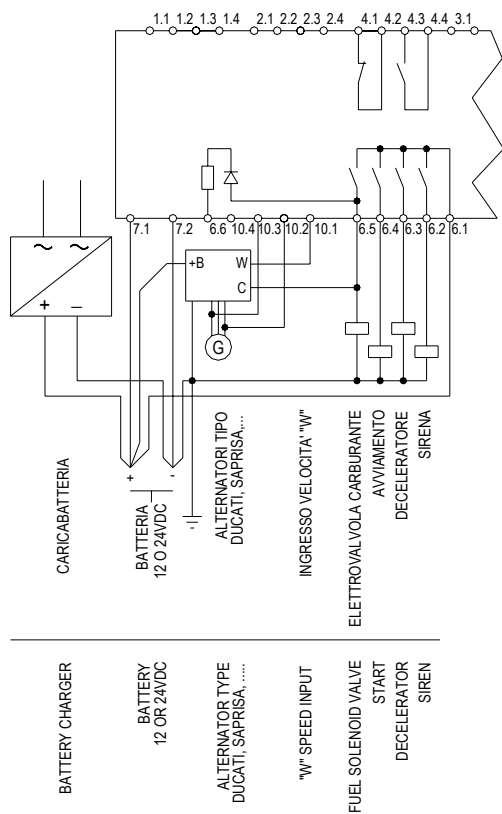 1.1 1.2 1.3 1.4 2.1 2.2 2.3 2.4 4.1 4.2 4.3 4.4 3.1
7.1 7.2 6.6 10.4 10.3 10.2 10.1 6.5 6.4 6.3 6.2 6.1
+B W
C
G
+ –
+ -
CARICABATTERIA
BATTERIA
12 O 24VDC
ALTERNATORI TIPO
DUCATI, SAPRISA,....
INGRESSO VELOCITA' "W"
ELETTROVALVOLA CARBURANTE
AVVIAMENTO
DECELERATORE
SIRENA
BATTERY CHARGER
BATTERY
12 OR 24VDC
ALTERNATOR TYPE
DUCATI, SAPRISA, .....
"W" SPEED INPUT
FUEL SOLENOID VALVE
START
DECELERATOR
SIREN